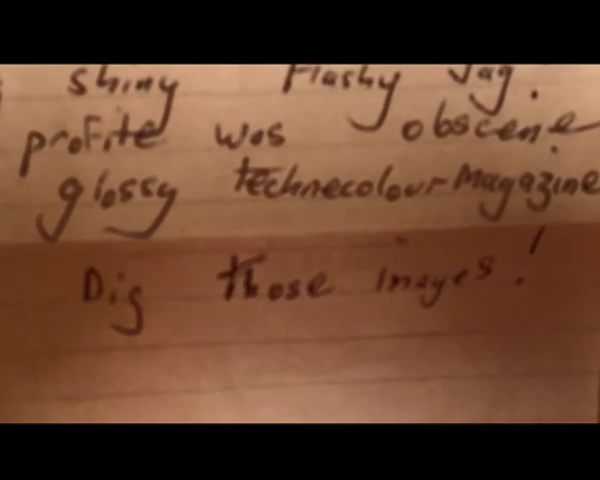 shiny Flashy Jag.
profite was obscene
glossy technecolour Magazine
Dig those images!